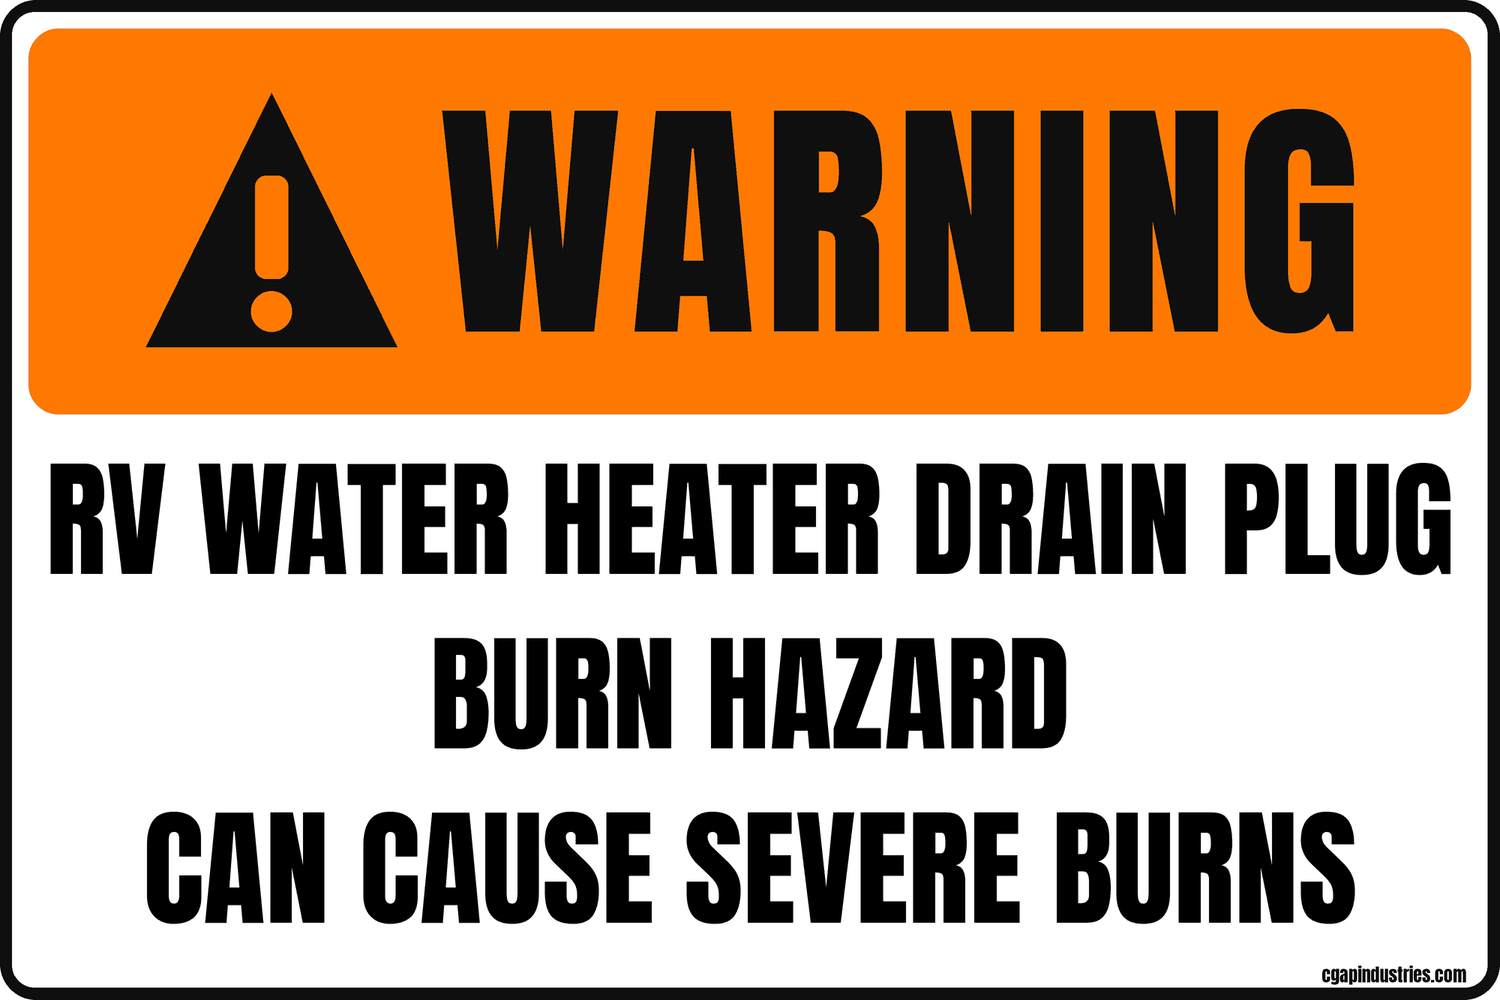 WARNING
RV WATER HEATER DRAIN PLUG
BURN HAZARD
CAN CAUSE SEVERE BURNS
cgapindustries.com